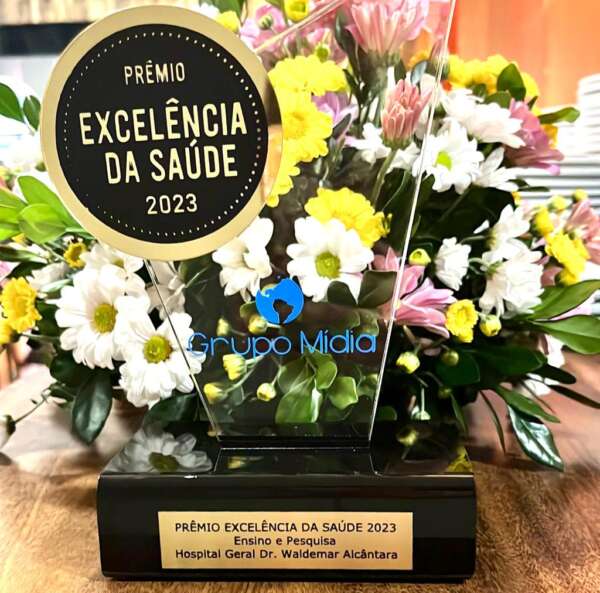 PRÊMIO
EXCELÊNCIA
DA SAÚDE
2023
Grupo Mídia
PRÊMIO EXCELÊNCIA DA SAÚDE 2023
Ensino e Pesquisa
Hospital Geral Dr. Waldemar Alcântara